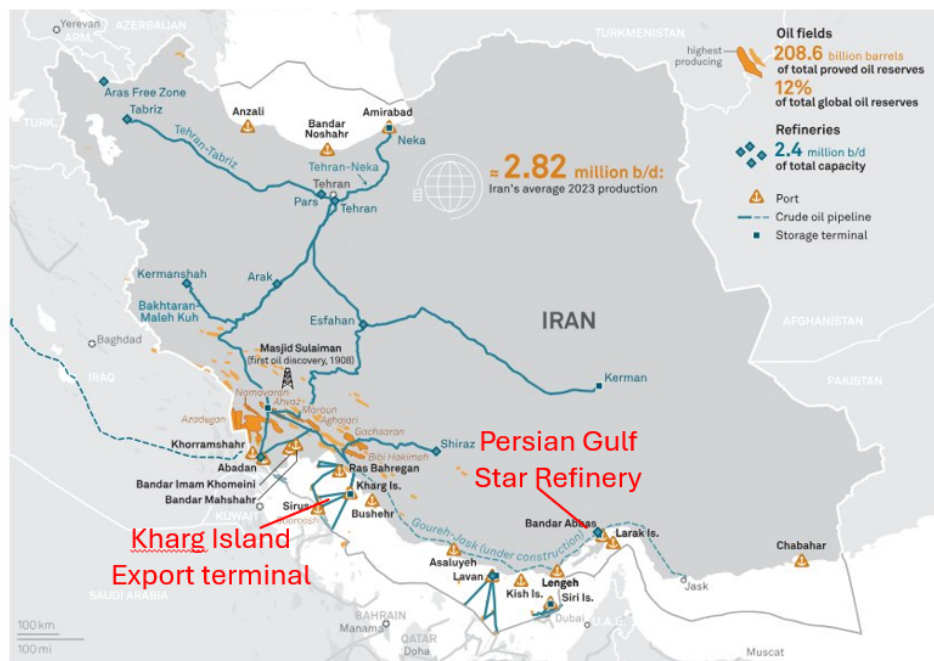 Yerevan
ARM.
AZERBAIJAN
TURKMENISTAN
TURK.
Aras Free Zone
Tabriz
Tehran-Tabriz
Anzali
Bandar
Noshahr
Amirabad
Neka
Tehran-Neka
Tehran
Pars
Tehran
≈ 2.82 million b/d:
Iran's average 2023 production
highest
producing
Oil fields
208.6 billion barrels
of total proved oil reserves
12%
of total global oil reserves
Refineries
2.4 million b/d
of total capacity
Port
Crude oil pipeline
Storage terminal
Kermanshah
Arak
Bakhtaran-
Maleh Kuh
Esfahan
IRAN
AFGHANISTAN
Baghdad
IRAQ
Masjid Sulaiman
(first oil discovery, 1908)
Kerman
PAKISTAN
Namavaran
Ahvaz
Maroun
Azadegan
Aghajari
Gachsaran
Bibi Hakimeh
Shiraz
Khorramshahr
Abadan
Bandar Imam Khomeini
Bandar Mahshahr
KUWAIT
Ras Bahregan
Kharg Is.
Sirus
Soroosh
Bushehr
Persian Gulf
Star Refinery
Kharg Island
Export terminal
Goureh-Jask (under construction)
Bandar Abbas
Larak Is.
Chabahar
Asaluyeh
Lavan
Kish Is.
Lengeh
Siri Is.
Jask
SAUDI ARABIA
BAHRAIN
Manama
QATAR
Doha
Dubai
U.A.E.
Muscat
100 km
100 mi